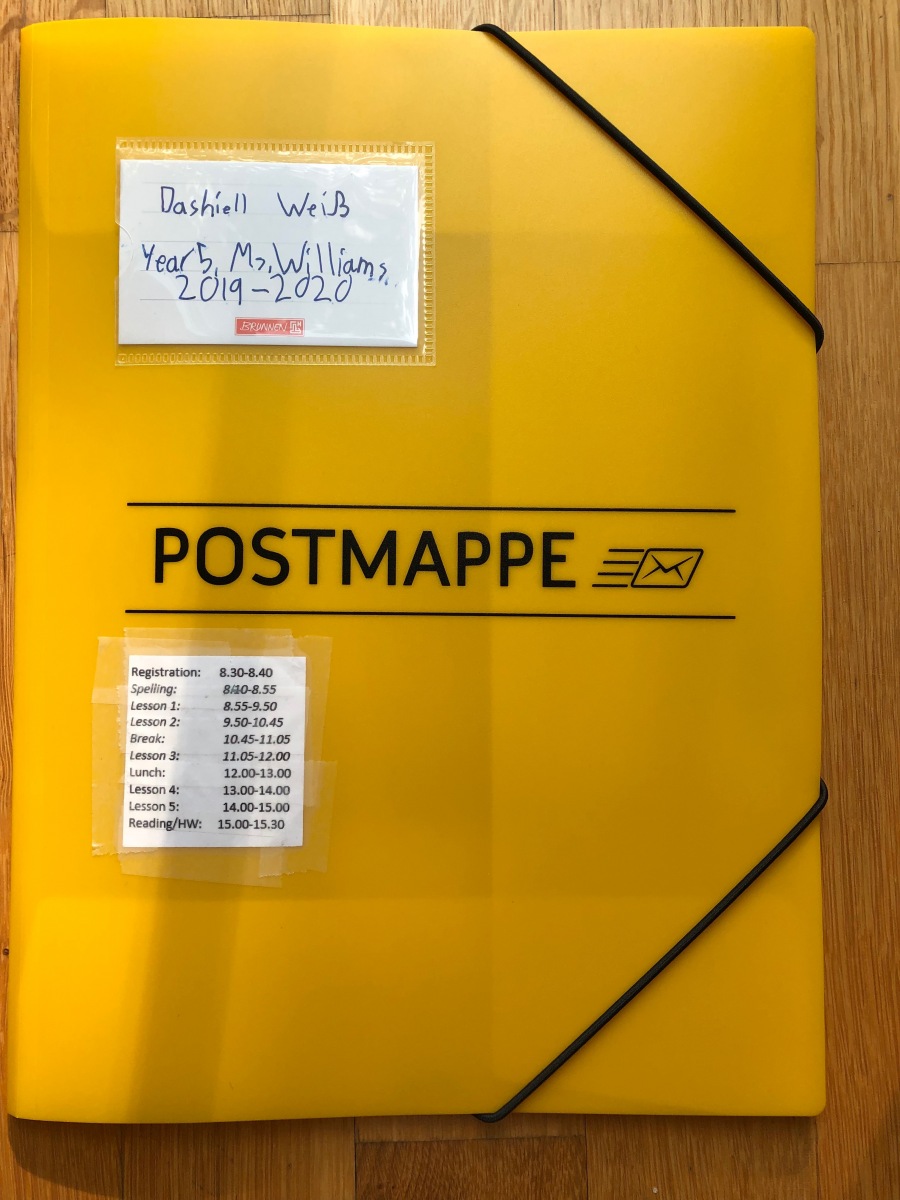 Dashiell Weiß
Year 5, Ms. Williams
2019-2020
BRUNNEN
POSTMAPPE
Registration: 8.30-8.40
Spelling: 8.40-8.55
Lesson 1: 8.55-9.50
Lesson 2: 9.50-10.45
Break: 10.45-11.05
Lesson 3: 11.05-12.00
Lunch: 12.00-13.00
Lesson 4: 13.00-14.00
Lesson 5: 14.00-15.00
Reading/HW: 15.00-15.30